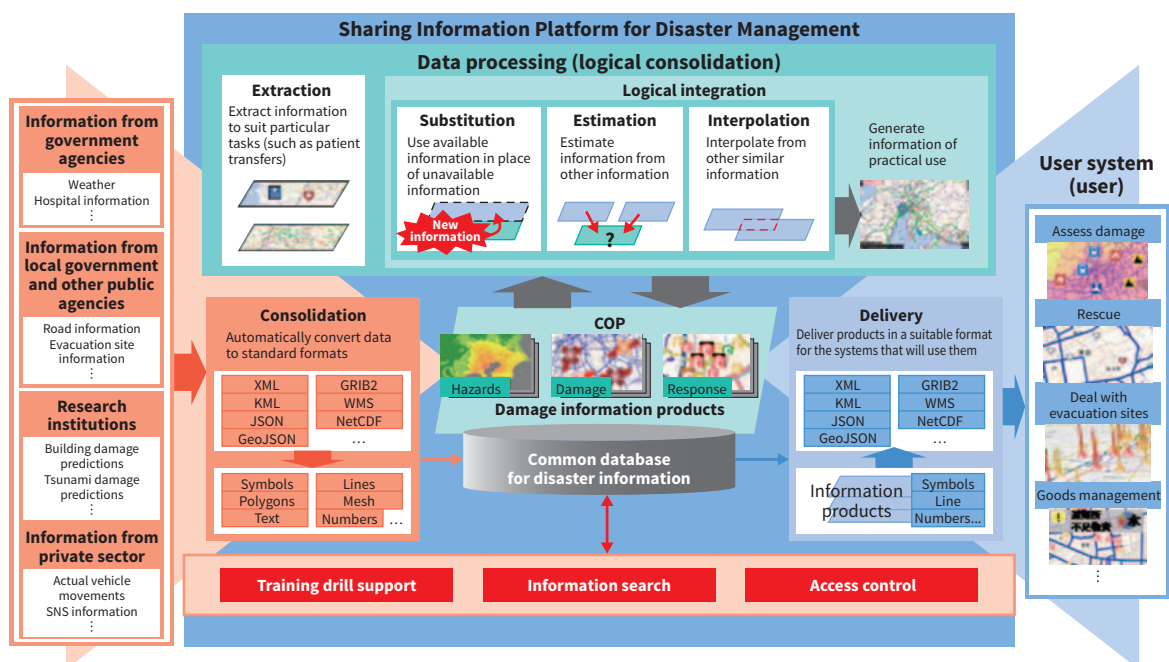 Sharing Information Platform for Disaster Management
Data processing (logical consolidation)
Extraction
Extract information
to suit particular
tasks (such as patient
transfers)
Logical integration
Substitution
Use available
information in place
of unavailable
information
New
information
Estimation
Estimate
information from
other information
?
Interpolation
Interpolate from
other similar
information
Generate
information of
practical use
Information from
government
agencies
Weather
Hospital information
⋮
Information from
local government
and other public
agencies
Road information
Evacuation site
information
⋮
Research
institutions
Building damage
predictions
Tsunami damage
predictions
⋮
Information from
private sector
Actual vehicle
movements
SNS information
⋮
Consolidation
Automatically convert data
to standard formats
XML
KML
JSON
GeoJSON
GRIB2
WMS
NetCDF
…
Symbols
Polygons
Text
Lines
Mesh
Numbers …
COP
Hazards
Damage
Response
Damage information products
Common database
for disaster information
Delivery
Deliver products in a suitable format
for the systems that will use them
XML
KML
JSON
GeoJSON
GRIB2
WMS
NetCDF
…
Information
products
Symbols
Line
Numbers...
User system
(user)
Assess damage
Rescue
Deal with
evacuation sites
Goods management
⋮
Training drill support
Information search
Access control